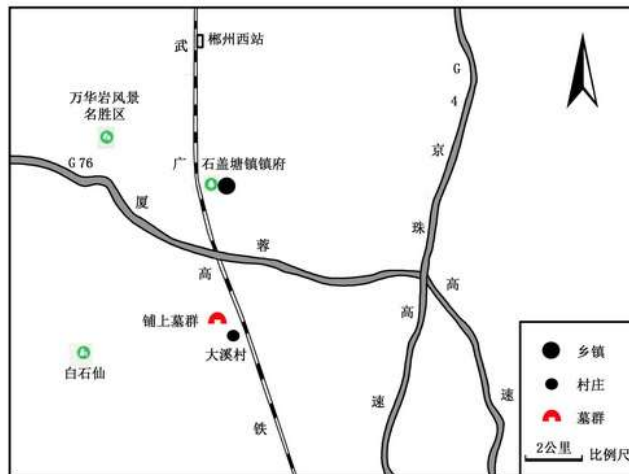 郴州西站
武广高铁
万华岩风景
名胜区
G76
石盖塘镇镇府
G4
京珠高速
厦蓉高速
铺上墓群
大溪村
白石仙
乡镇
村庄
墓群
2公里
比例尺